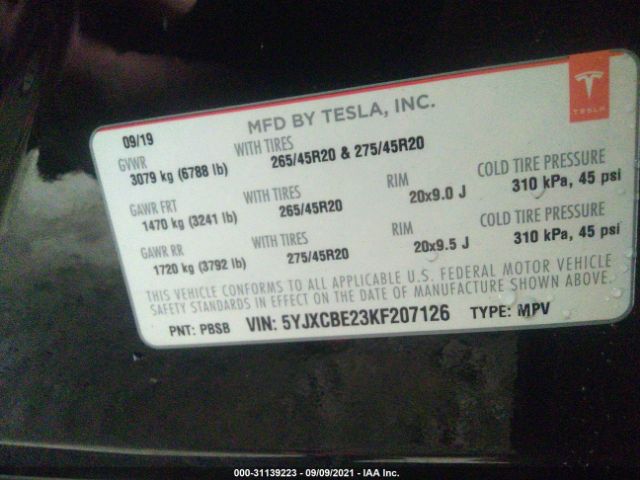 TESLA
MFD BY TESLA, INC.
09/19
GVWR WITH TIRES
3079 kg (6788 lb) 265/45R20 & 275/45R20
GAWR FRT WITH TIRES RIM COLD TIRE PRESSURE
1470 kg (3241 lb) 265/45R20 20x9.0 J 310 kPa, 45 psi
GAWR RR WITH TIRES RIM COLD TIRE PRESSURE
1720 kg (3792 lb) 275/45R20 20x9.5 J 310 kPa, 45 psi
THIS VEHICLE CONFORMS TO ALL APPLICABLE U.S. FEDERAL MOTOR VEHICLE
SAFETY STANDARDS IN EFFECT ON THE DATE OF MANUFACTURE SHOWN ABOVE.
PNT: PBSB VIN: 5YJXCBE23KF207126 TYPE: MPV
000-31139223 - 09/09/2021 - IAA Inc.